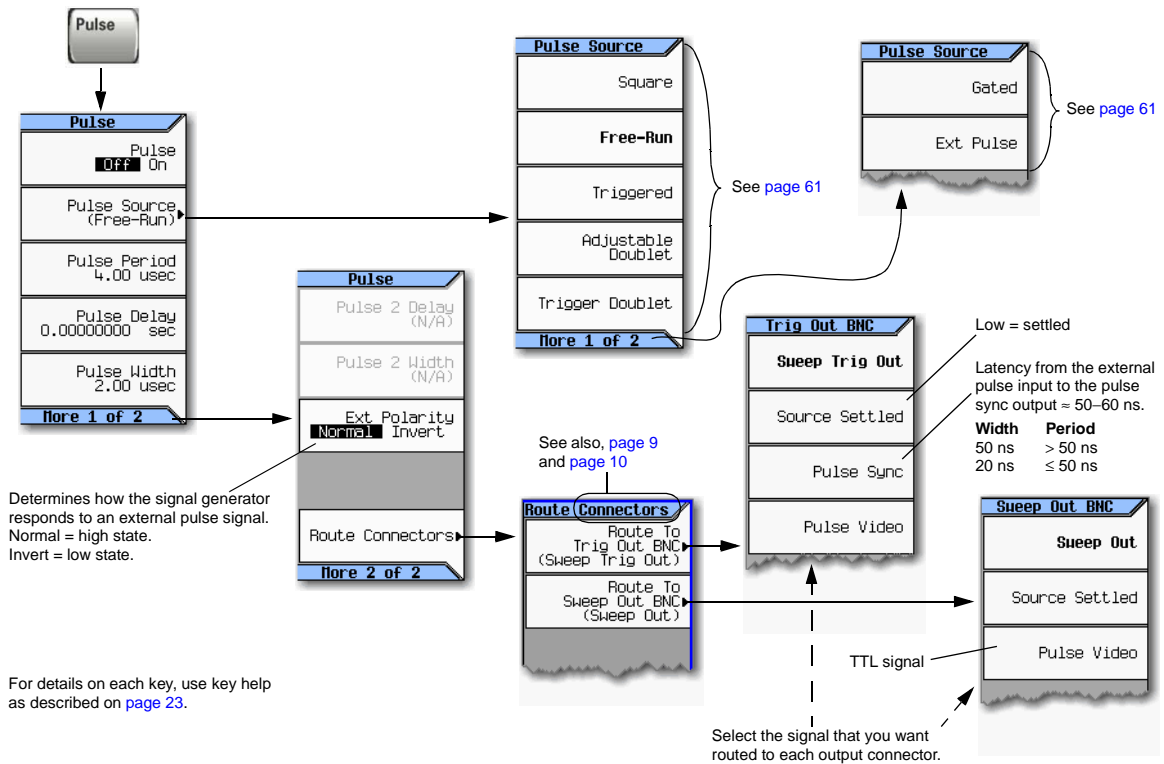 Pulse
Pulse
Pulse
Off On
Pulse Source
(Free-Run)
Pulse Period
4.00 usec
Pulse Delay
0.00000000 sec
Pulse Width
2.00 usec
More 1 of 2
Determines how the signal generator
responds to an external pulse signal.
Normal = high state.
Invert = low state.
For details on each key, use key help
as described on page 23.
Pulse
Pulse 2 Delay
(N/A)
Pulse 2 Width
(N/A)
Ext Polarity
Normal Invert
Route Connectors
More 2 of 2
Pulse Source
Square
Free-Run
Triggered
Adjustable
Doublet
Trigger Doublet
More 1 of 2
See page 61
Pulse Source
Gated
Ext Pulse
See page 61
See also, page 9
and page 10
Route Connectors
Route To
Trig Out BNC
(Sweep Trig Out)
Route To
Sweep Out BNC
(Sweep Out)
Trig Out BNC
Sweep Trig Out
Source Settled
Pulse Sync
Pulse Video
Low = settled
Latency from the external
pulse input to the pulse
sync output ≈ 50–60 ns.
Width Period
50 ns > 50 ns
20 ns ≤ 50 ns
Sweep Out BNC
Sweep Out
Source Settled
Pulse Video
TTL signal
Select the signal that you want
routed to each output connector.